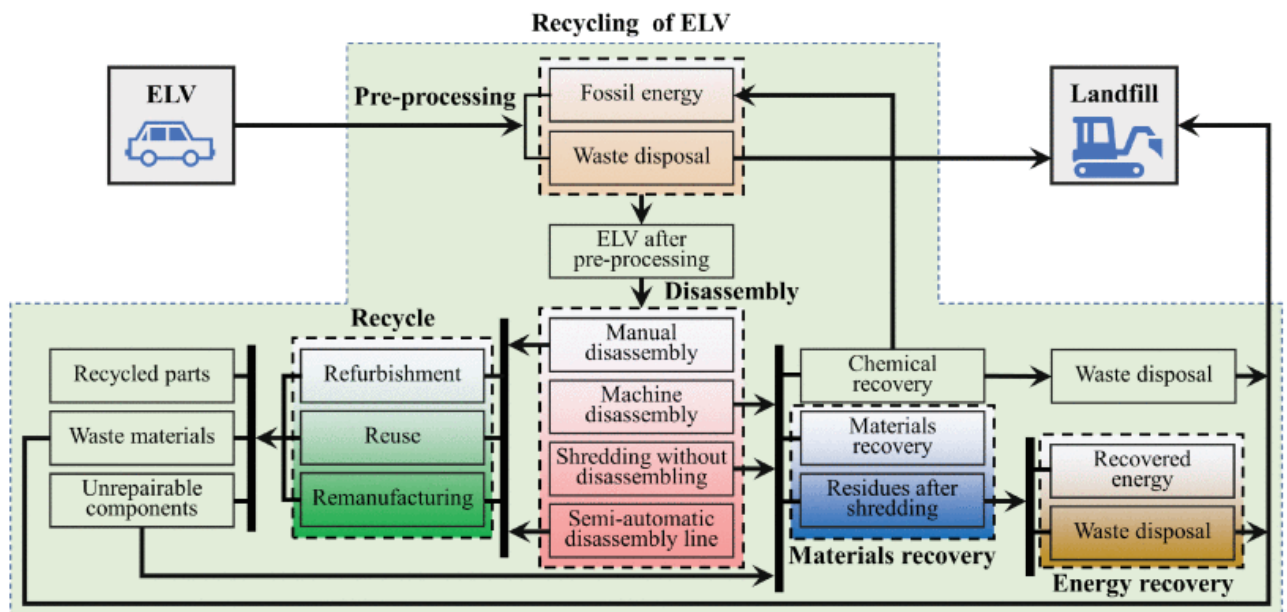 Recycling of ELV
ELV
Pre-processing
Fossil energy
Waste disposal
Landfill
ELV after
pre-processing
Disassembly
Recycle
Recycled parts
Waste materials
Unrepairable
components
Refurbishment
Reuse
Remanufacturing
Manual
disassembly
Machine
disassembly
Shredding without
disassembling
Semi-automatic
disassembly line
Chemical
recovery
Waste disposal
Materials
recovery
Residues after
shredding
Materials recovery
Recovered
energy
Waste disposal
Energy recovery